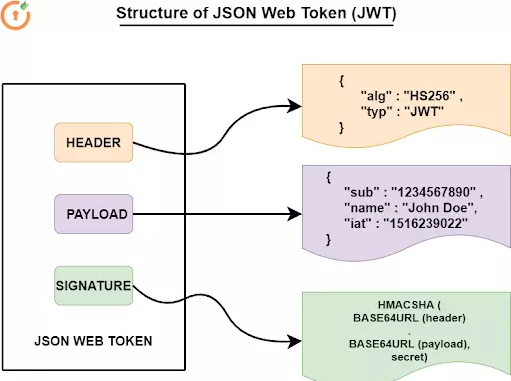 Structure of JSON Web Token (JWT)
HEADER
PAYLOAD
SIGNATURE
JSON WEB TOKEN
{
"alg" : "HS256" ,
"typ" : "JWT"
}
{
"sub" : "1234567890" ,
"name" : "John Doe",
"iat" : "1516239022"
}
HMACSHA (
BASE64URL (header)
.
BASE64URL (payload),
secret)